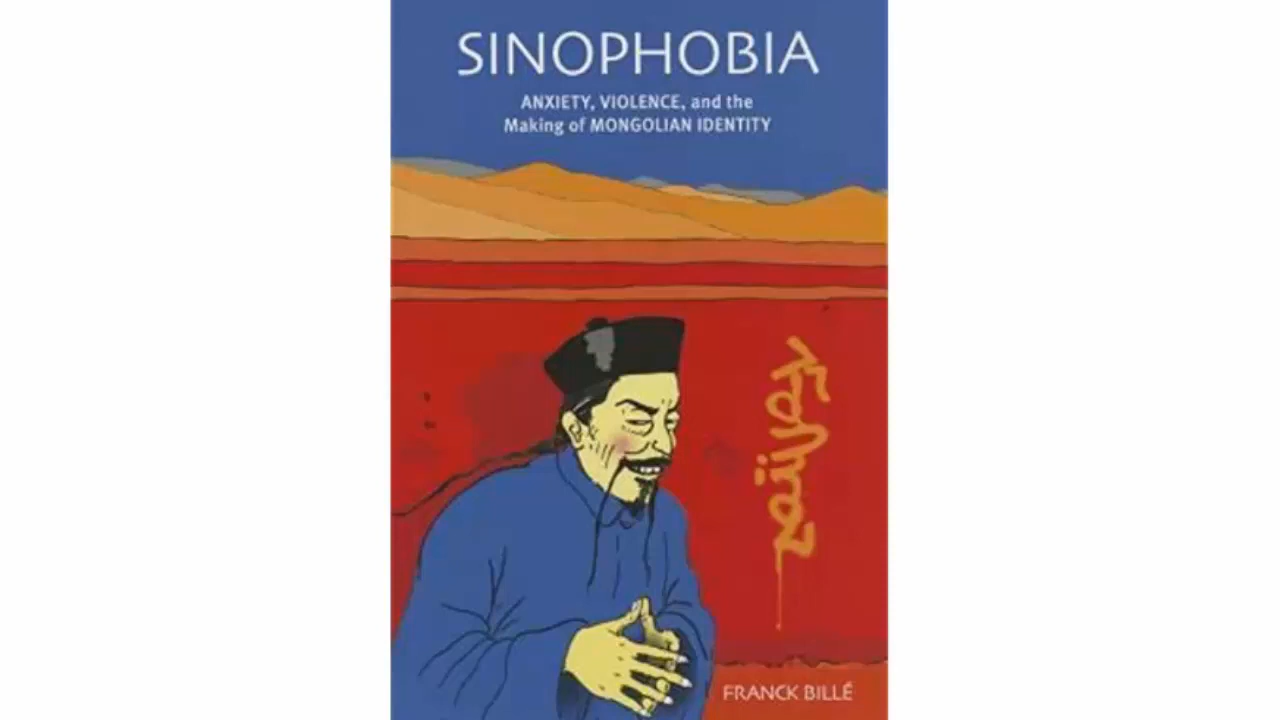 SINOPHOBIA
ANXIETY, VIOLENCE, and the
Making of MONGOLIAN IDENTITY
FRANCK BILLÉ